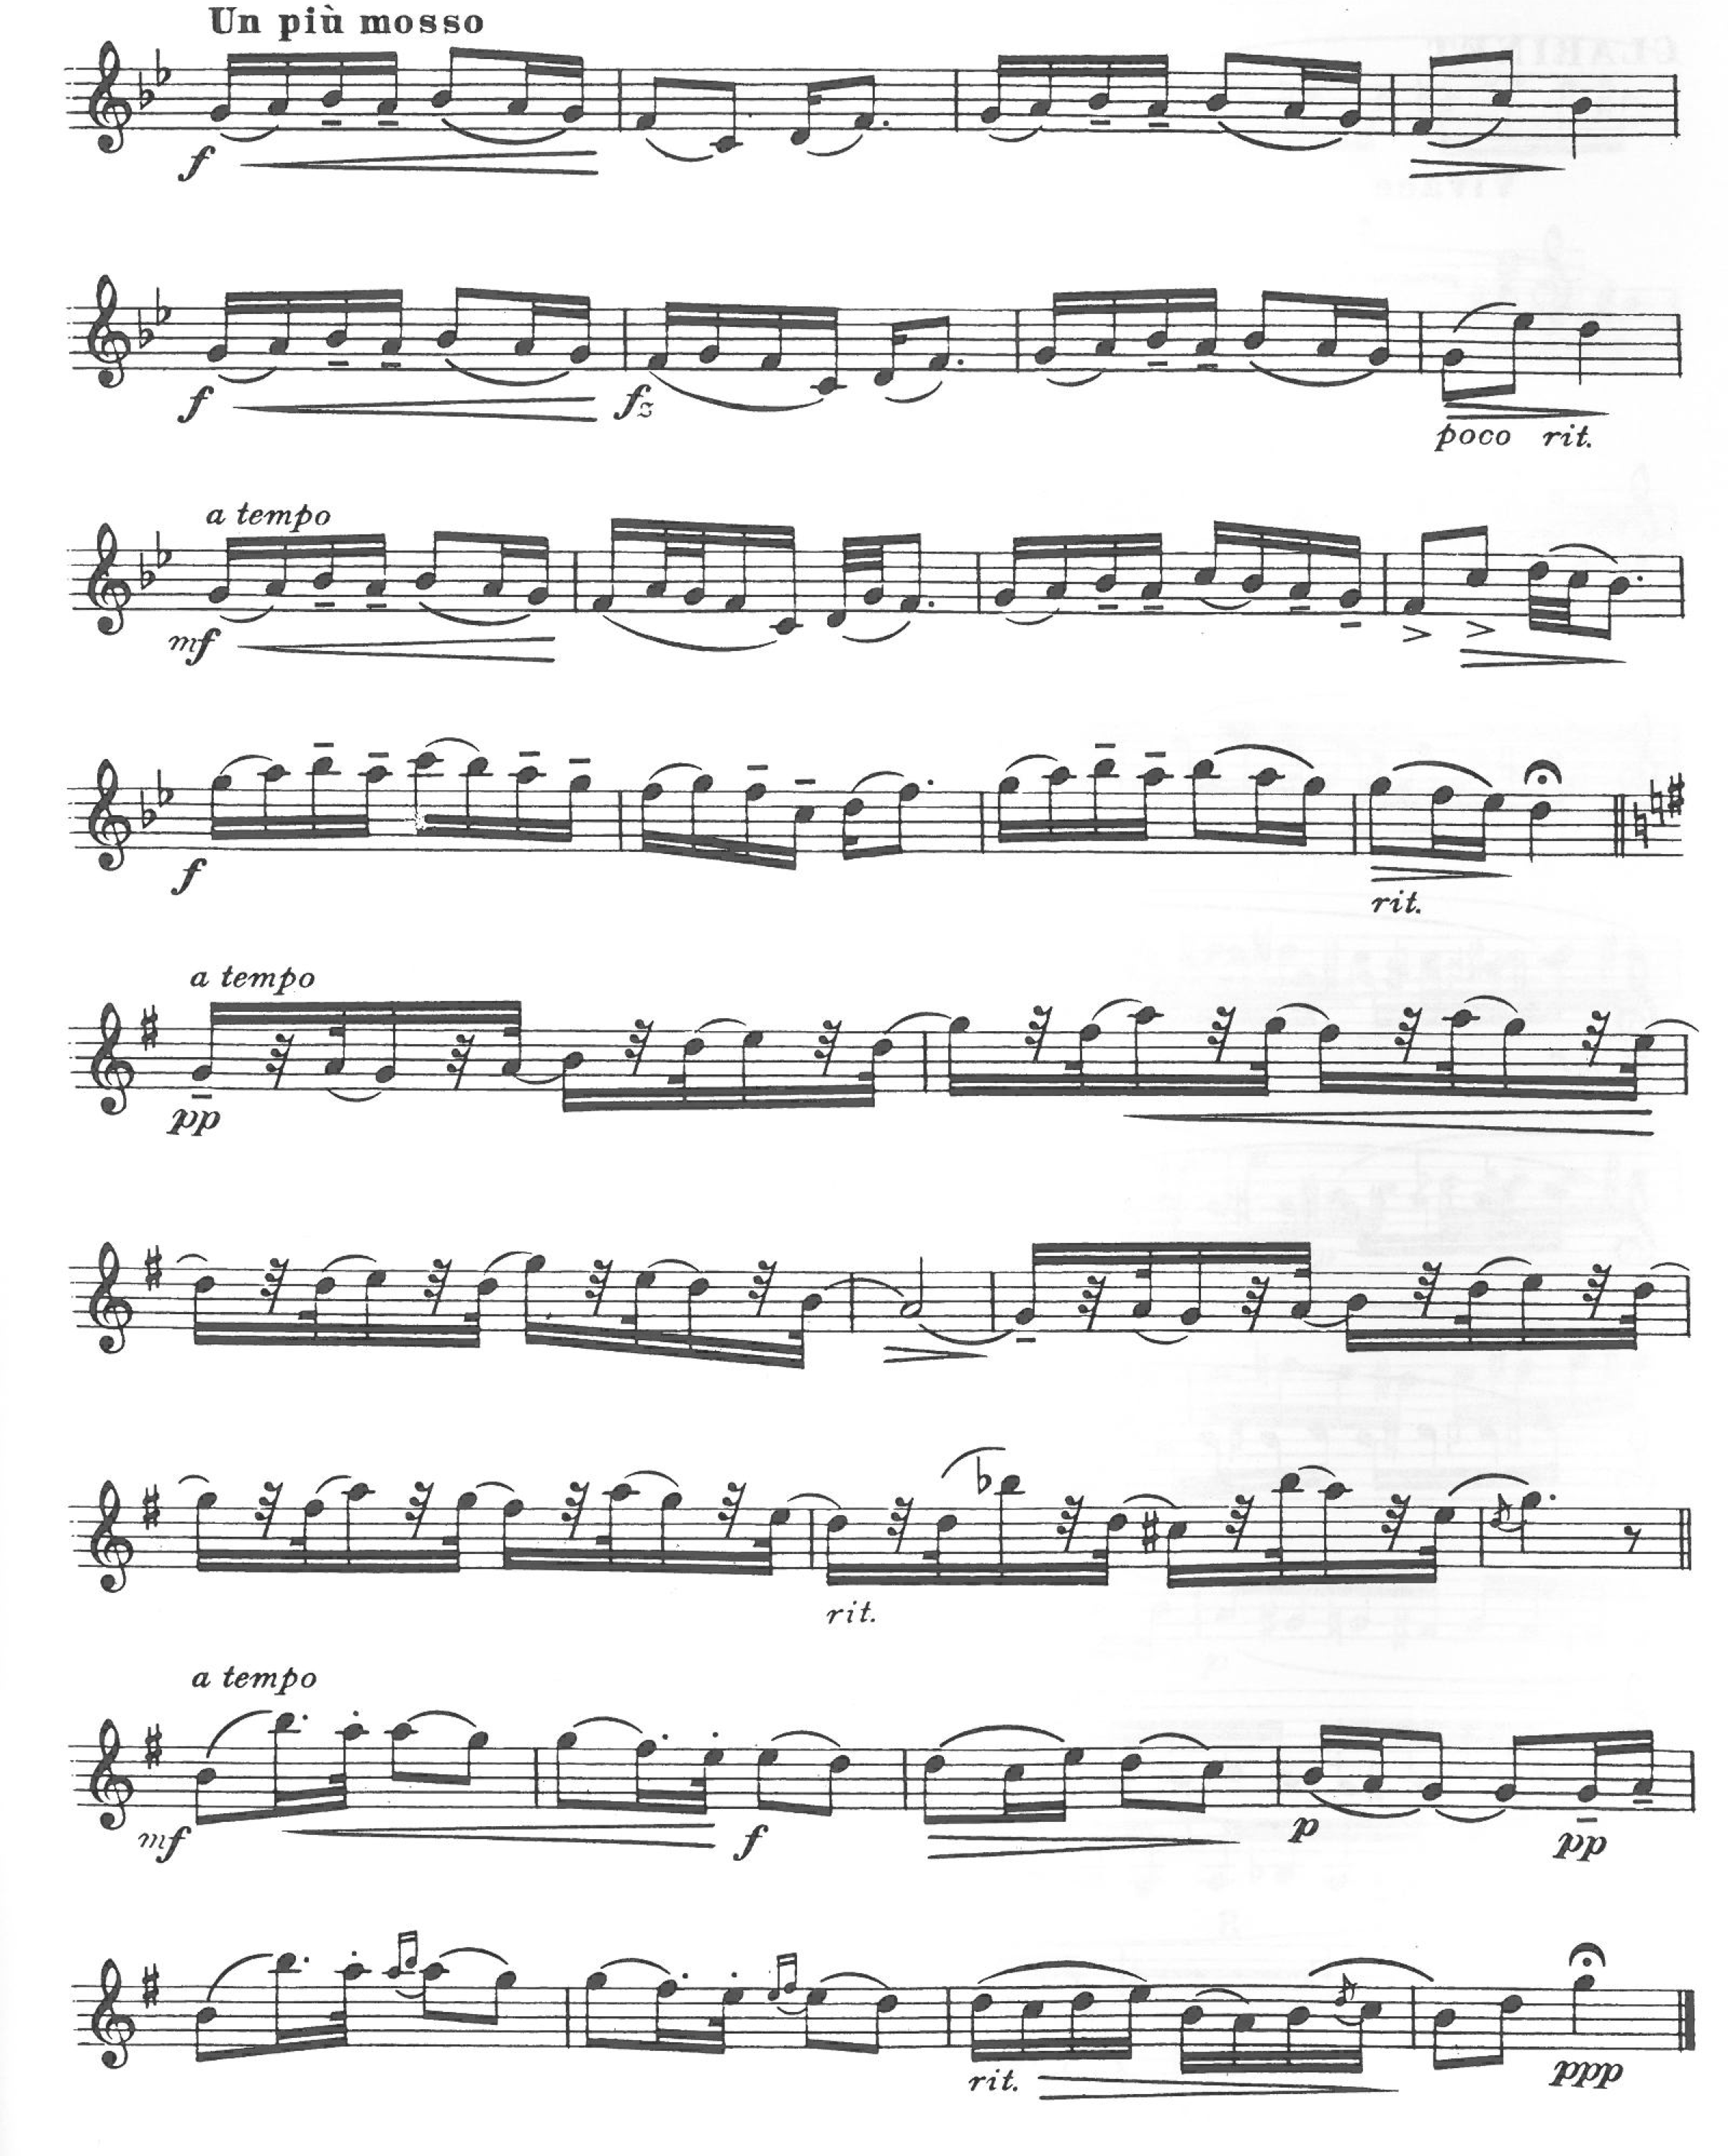 Un più mosso
f
f fz
poco rit.
a tempo
mf
f
rit.
a tempo
pp
rit.
a tempo
mf f p pp
rit. ppp